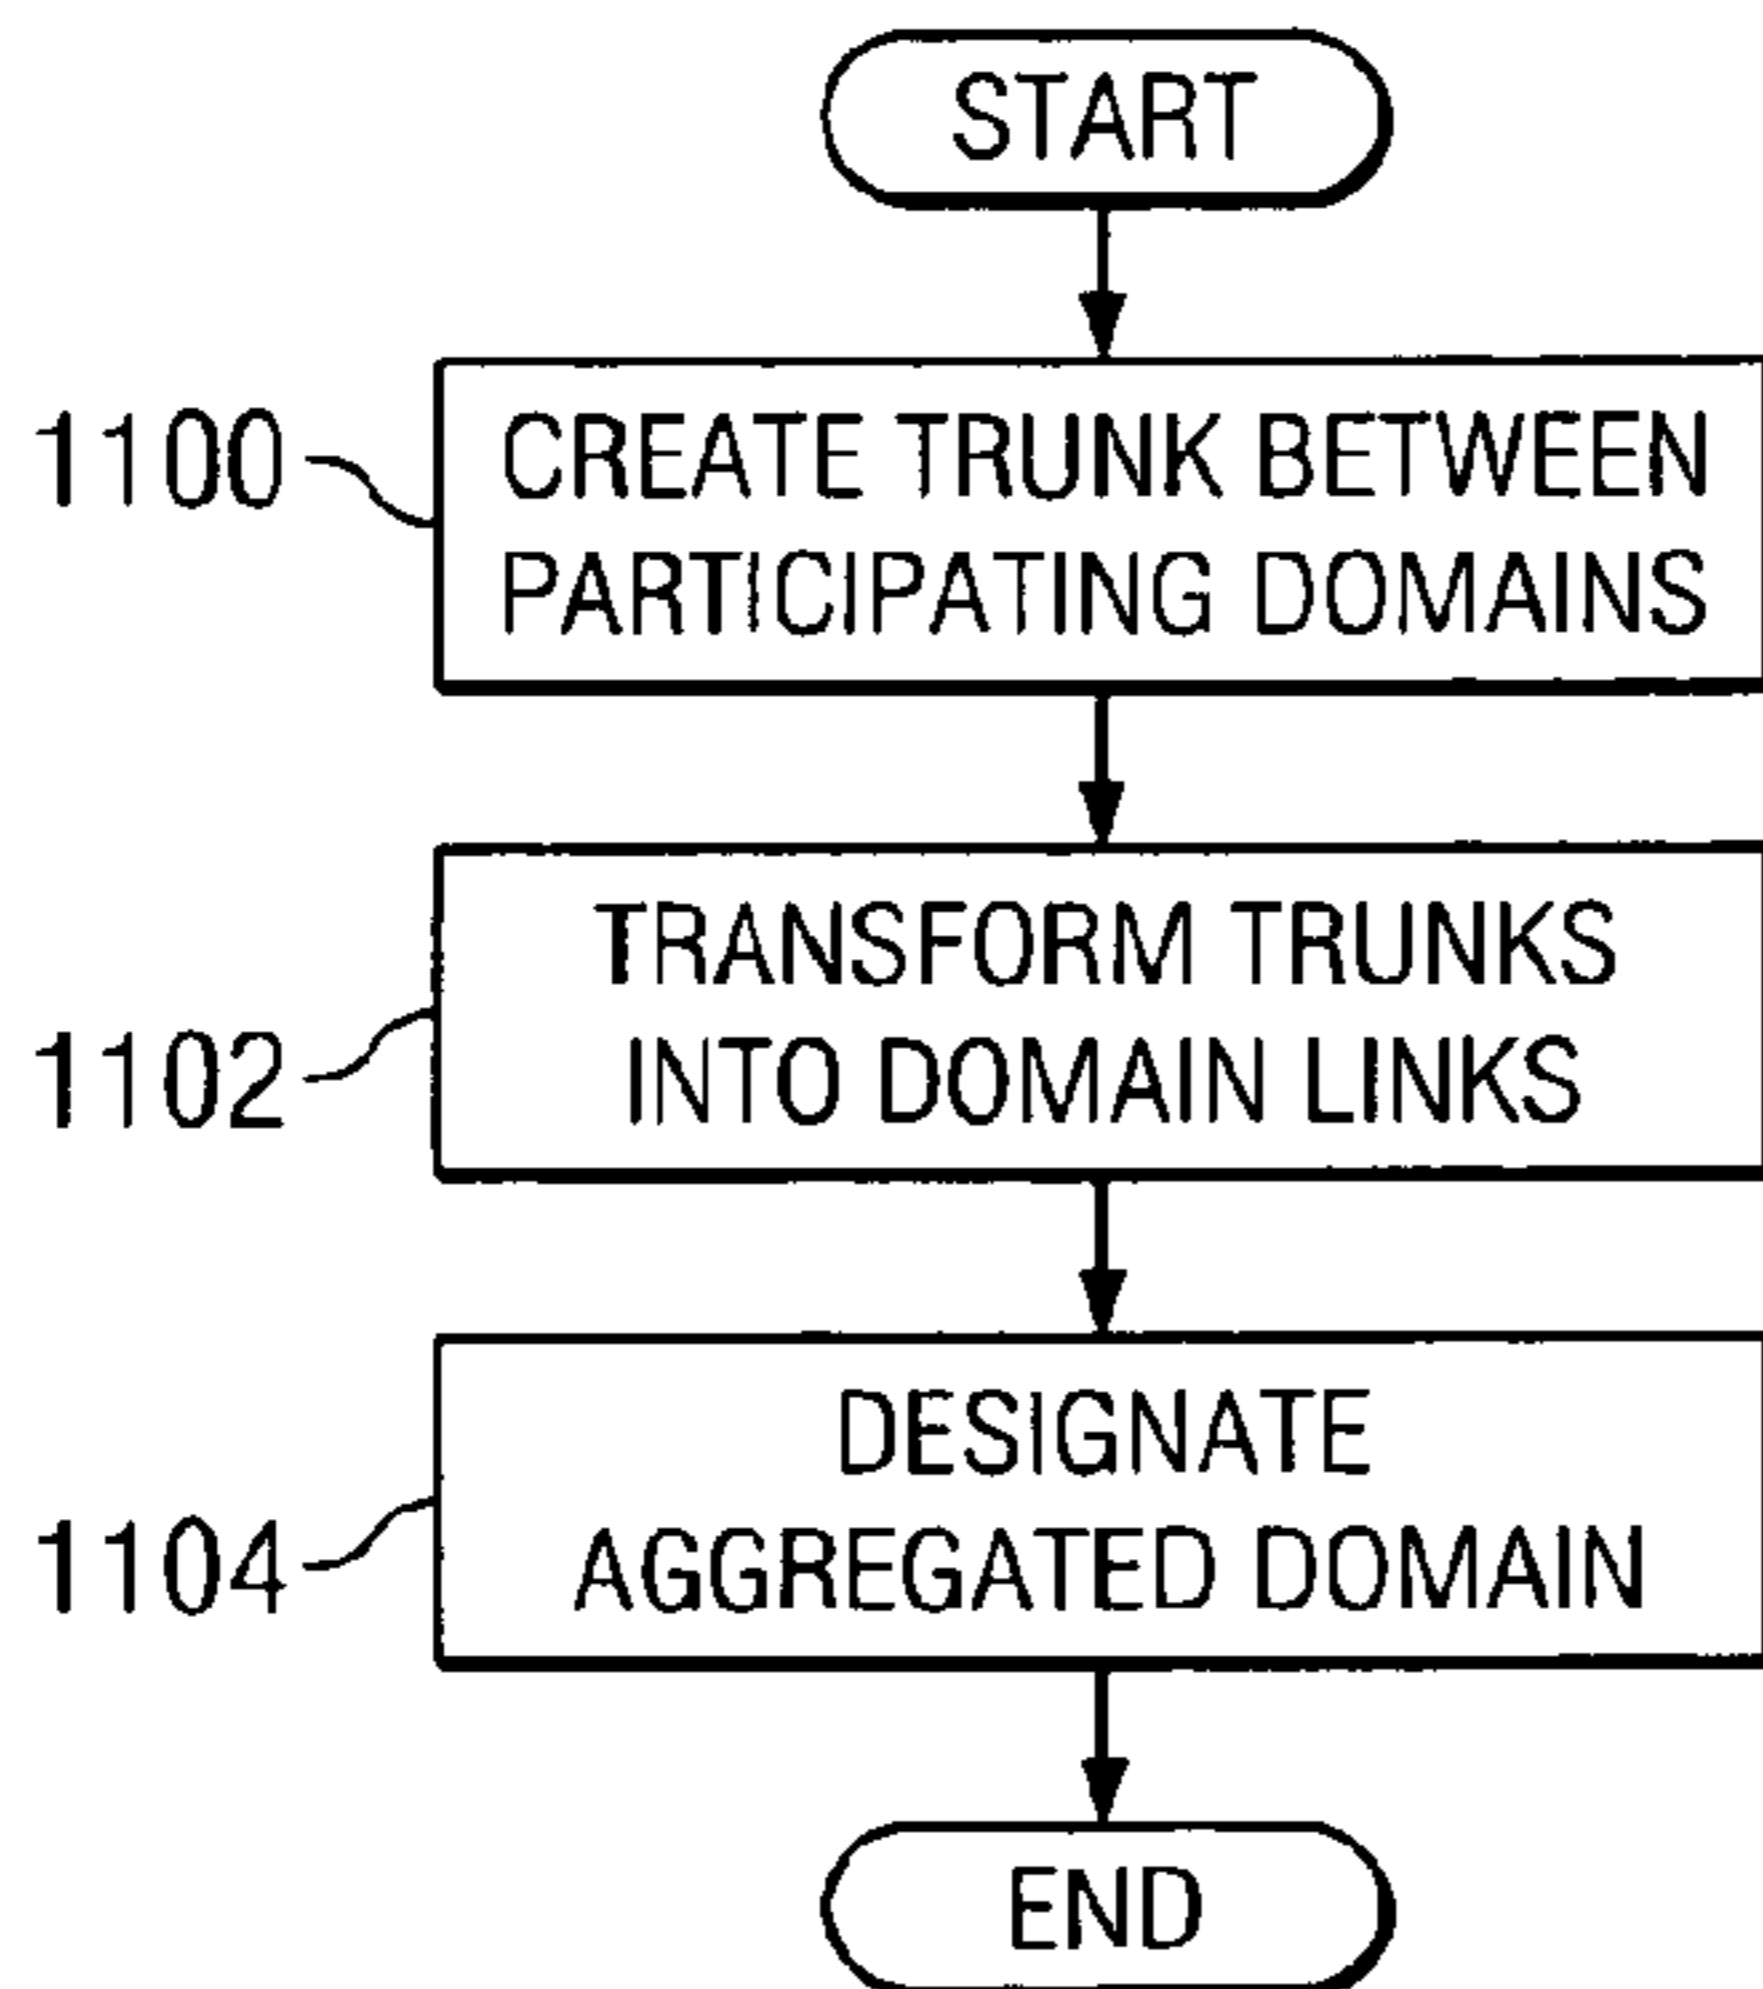 START
1100
CREATE TRUNK BETWEEN
PARTICIPATING DOMAINS
1102
TRANSFORM TRUNKS
INTO DOMAIN LINKS
1104
DESIGNATE
AGGREGATED DOMAIN
END